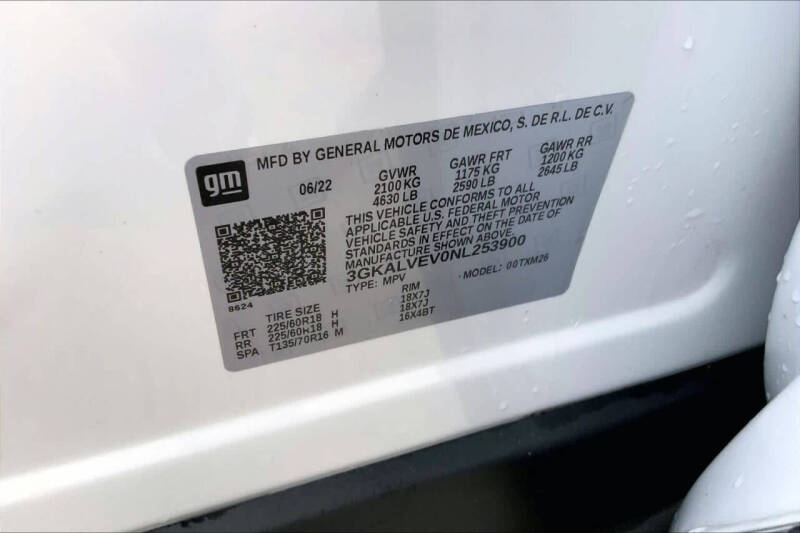 gm
MFD BY GENERAL MOTORS DE MEXICO, S. DE R.L. DE C.V.
06/22
GVWR GAWR FRT GAWR RR
2100 KG 1175 KG 1200 KG
4630 LB 2590 LB 2645 LB
THIS VEHICLE CONFORMS TO ALL
APPLICABLE U.S. FEDERAL MOTOR
VEHICLE SAFETY AND THEFT PREVENTION
STANDARDS IN EFFECT ON THE DATE OF
MANUFACTURE SHOWN ABOVE.
3GKALVEV0NL253900
TYPE: MPV MODEL: 00TXM26
8624
TIRE SIZE RIM
FRT 225/60R18 H 18X7J
RR 225/60R18 H 18X7J
SPA T135/70R16 M 16X4BT